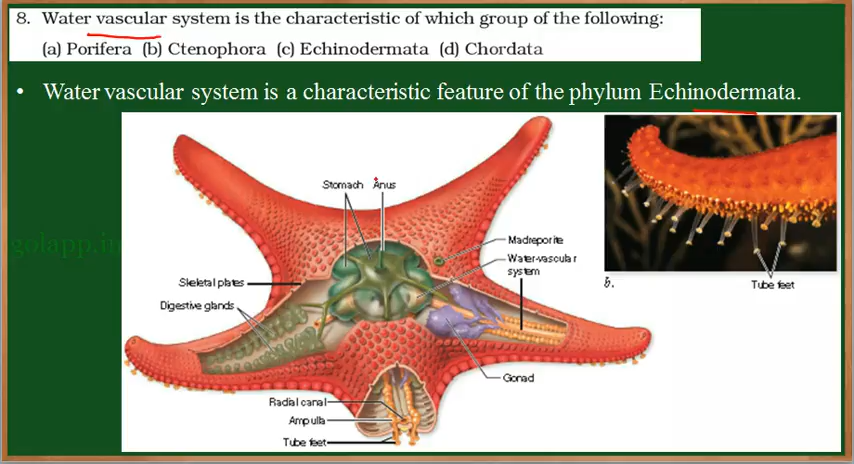 8. Water vascular system is the characteristic of which group of the following:
(a) Porifera (b) Ctenophora (c) Echinodermata (d) Chordata
• Water vascular system is a characteristic feature of the phylum Echinodermata.
Stomach Anus
Madreporite
Water-vascular
system
Skeletal plates
Digestive glands
Gonad
Radial canal
Ampulla
Tube feet
b.
Tube feet
golapp.in